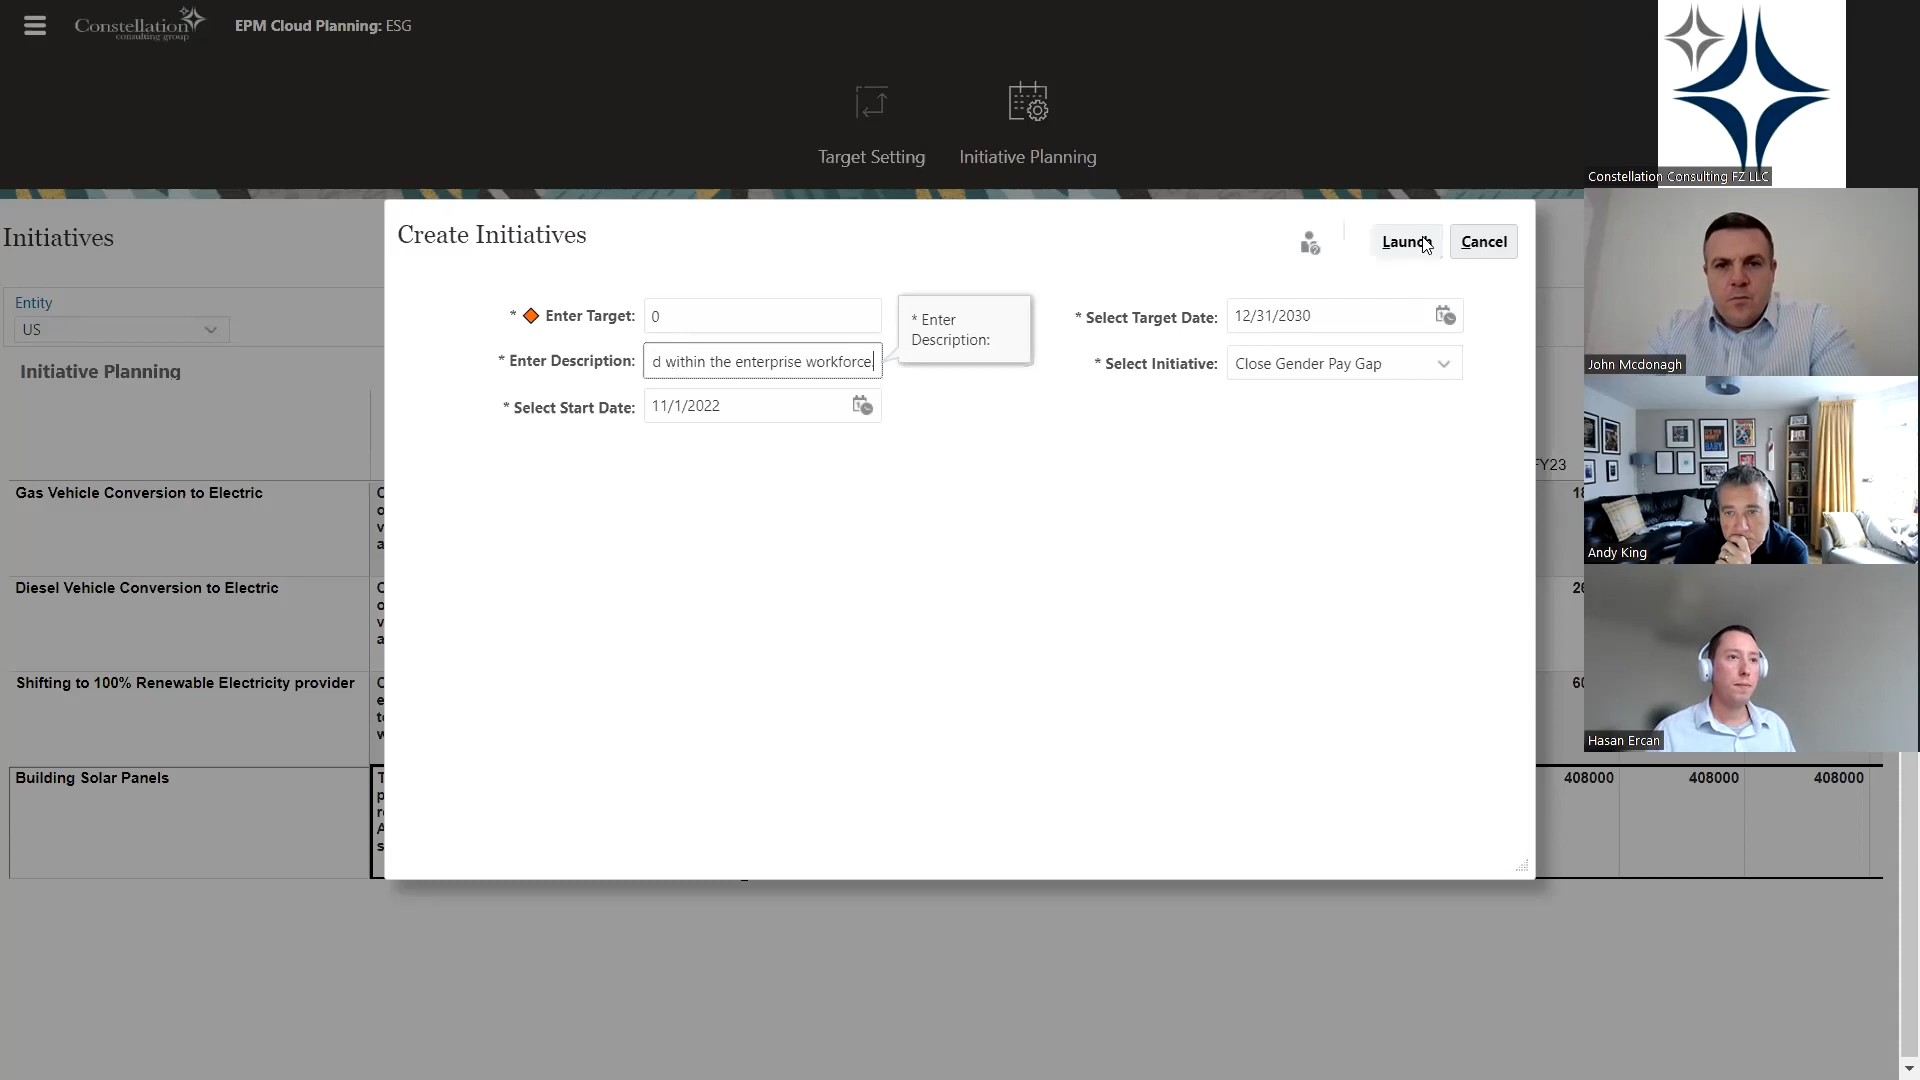 Constellation
consulting group
EPM Cloud Planning: ESG
Target Setting
Initiative Planning
Constellation Consulting FZ LLC
Initiatives
Create Initiatives
Launch
Cancel
Entity
US
* Enter Target:
0
* Enter
Description:
* Select Target Date:
12/31/2030
* Enter Description:
d within the enterprise workforce
* Select Initiative:
Close Gender Pay Gap
* Select Start Date:
11/1/2022
John Mcdonagh
Initiative Planning
FY23
Gas Vehicle Conversion to Electric
Andy King
Diesel Vehicle Conversion to Electric
Shifting to 100% Renewable Electricity provider
Hasan Ercan
Building Solar Panels
408000
408000
408000